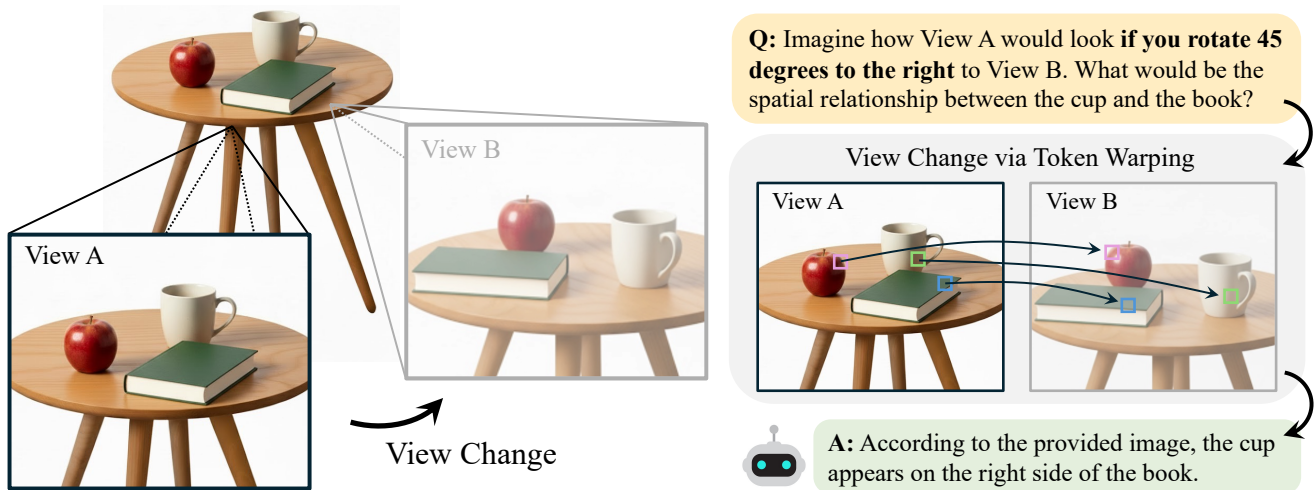 View A
View B
View Change
Q: Imagine how View A would look if you rotate 45
degrees to the right to View B. What would be the
spatial relationship between the cup and the book?
View Change via Token Warping
View A
View B
A: According to the provided image, the cup
appears on the right side of the book.